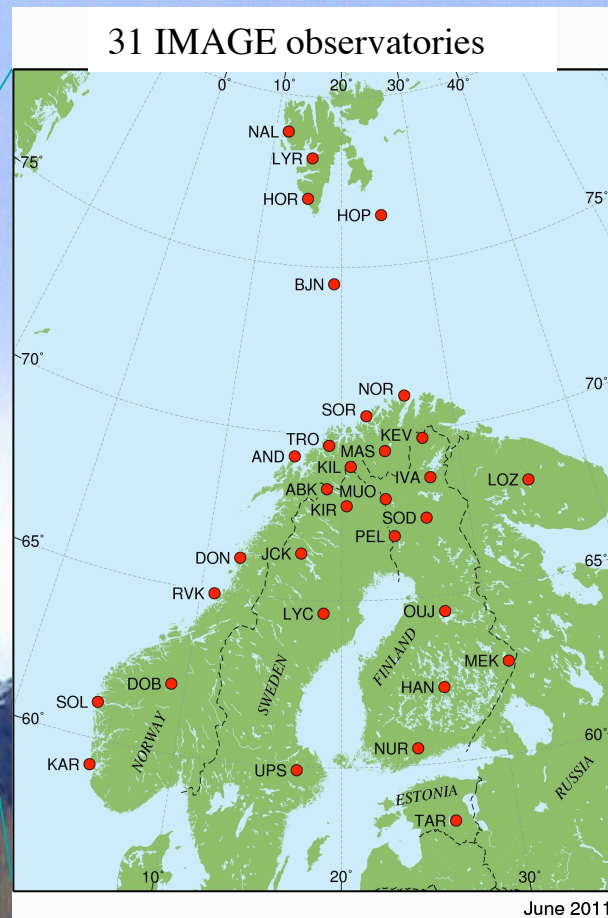 31 IMAGE observatories
0° 10° 20° 30° 40°
NAL
75°
LYR
HOR
75°
HOP
BJN
70°
NOR
70°
SOR
TRO
KEV
AND
MAS
KIL
IVA
LOZ
ABK
MUO
KIR
SOD
PEL
65°
DON
JCK
65°
RVK
LYC
OUJ
FINLAND
MEK
SWEDEN
DOB
HAN
SOL
60°
NORWAY
NUR
60°
KAR
UPS
RUSSIA
ESTONIA
TAR
10° 20° 30°
June 2011